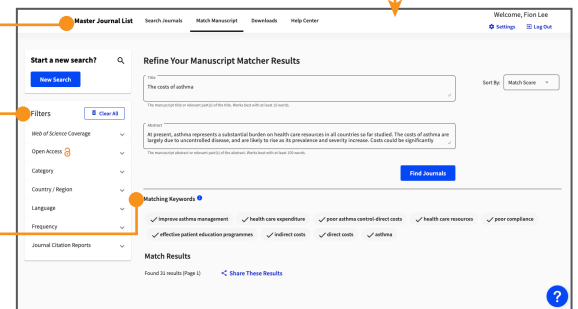 Master Journal List
Search Journals
Match Manuscript
Downloads
Help Center
Welcome, Fion Lee
Settings
Log Out
Start a new search?
New Search
Filters
Clear All
Web of Science Coverage
Open Access
Category
Country / Region
Language
Frequency
Journal Citation Reports
Refine Your Manuscript Matcher Results
Title
The costs of asthma
The manuscript title or relevant part(s) of the title. Works best with at least 10 words.
Sort By:
Match Score
Abstract
At present, asthma represents a substantial burden on health care resources in all countries so far studied. The costs of asthma are
largely due to uncontrolled disease, and are likely to rise as its prevalence and severity increase. Costs could be significantly
The manuscript abstract or relevant part(s) of the abstract. Works best with at least 100 words.
Find Journals
Matching Keywords
improve asthma management
health care expenditure
poor asthma control-direct costs
health care resources
poor compliance
effective patient education programmes
indirect costs
direct costs
asthma
Match Results
Found 31 results (Page 1)
Share These Results
?